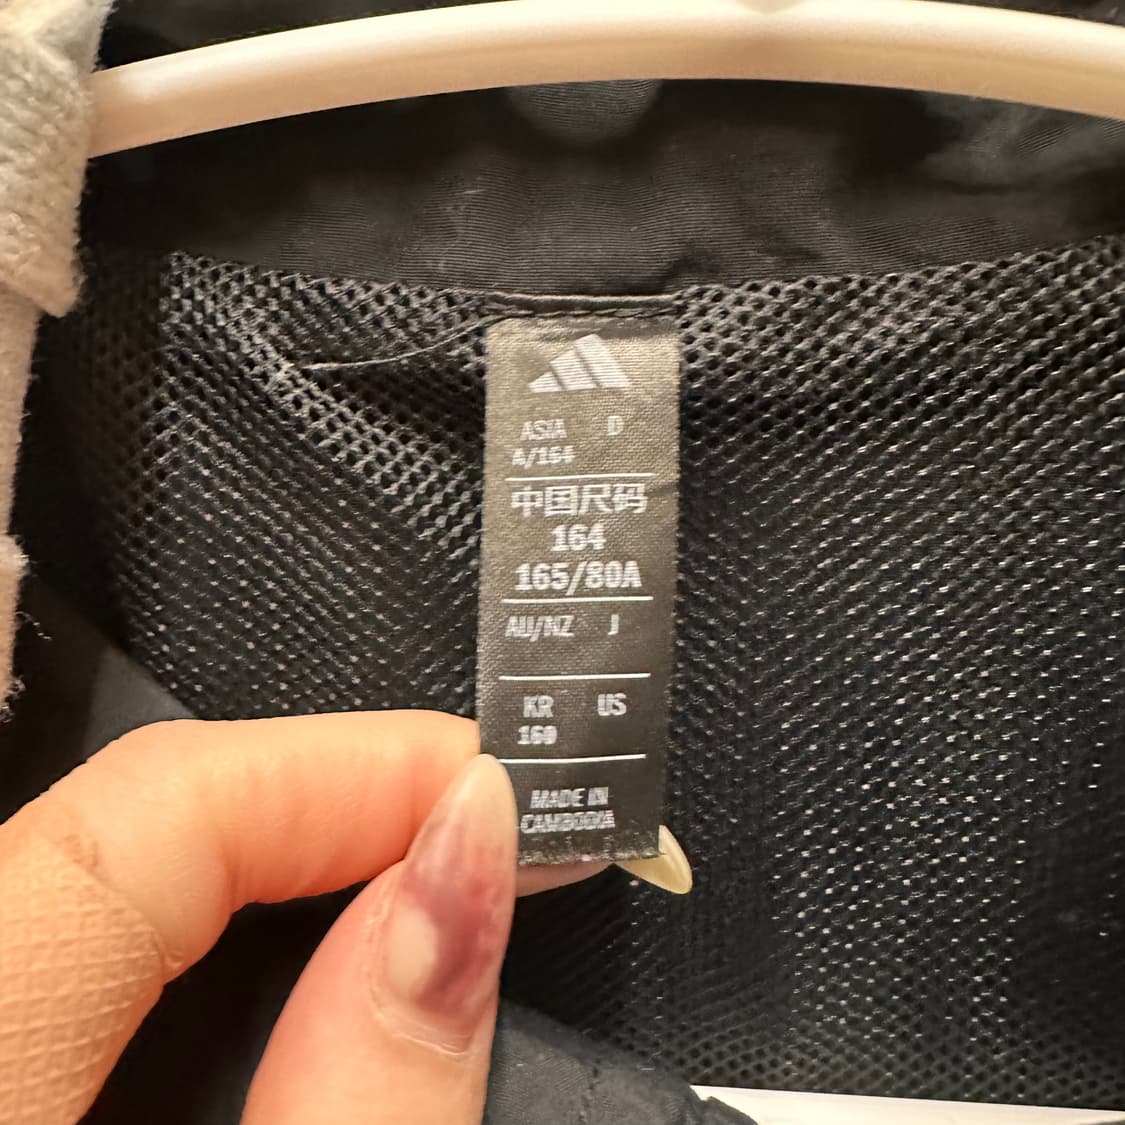 ASIA D
A/164
中国尺码
164
165/80A
AU/NZ J
KR US
160
MADE IN
CAMBODIA